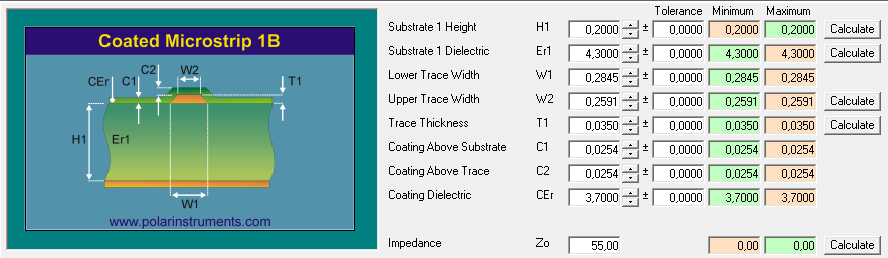 Coated Microstrip 1B
C2 W2
CEr C1 T1
H1 Er1
W1
www.polarinstruments.com
Tolerance Minimum Maximum
Substrate 1 Height H1 0,2000 ± 0,0000 0,2000 0,2000 Calculate
Substrate 1 Dielectric Er1 4,3000 ± 0,0000 4,3000 4,3000 Calculate
Lower Trace Width W1 0,2845 ± 0,0000 0,2845 0,2845
Upper Trace Width W2 0,2591 ± 0,0000 0,2591 0,2591 Calculate
Trace Thickness T1 0,0350 ± 0,0000 0,0350 0,0350 Calculate
Coating Above Substrate C1 0,0254 ± 0,0000 0,0254 0,0254
Coating Above Trace C2 0,0254 ± 0,0000 0,0254 0,0254
Coating Dielectric CEr 3,7000 ± 0,0000 3,7000 3,7000
Impedance Zo 55,00 0,00 0,00 Calculate